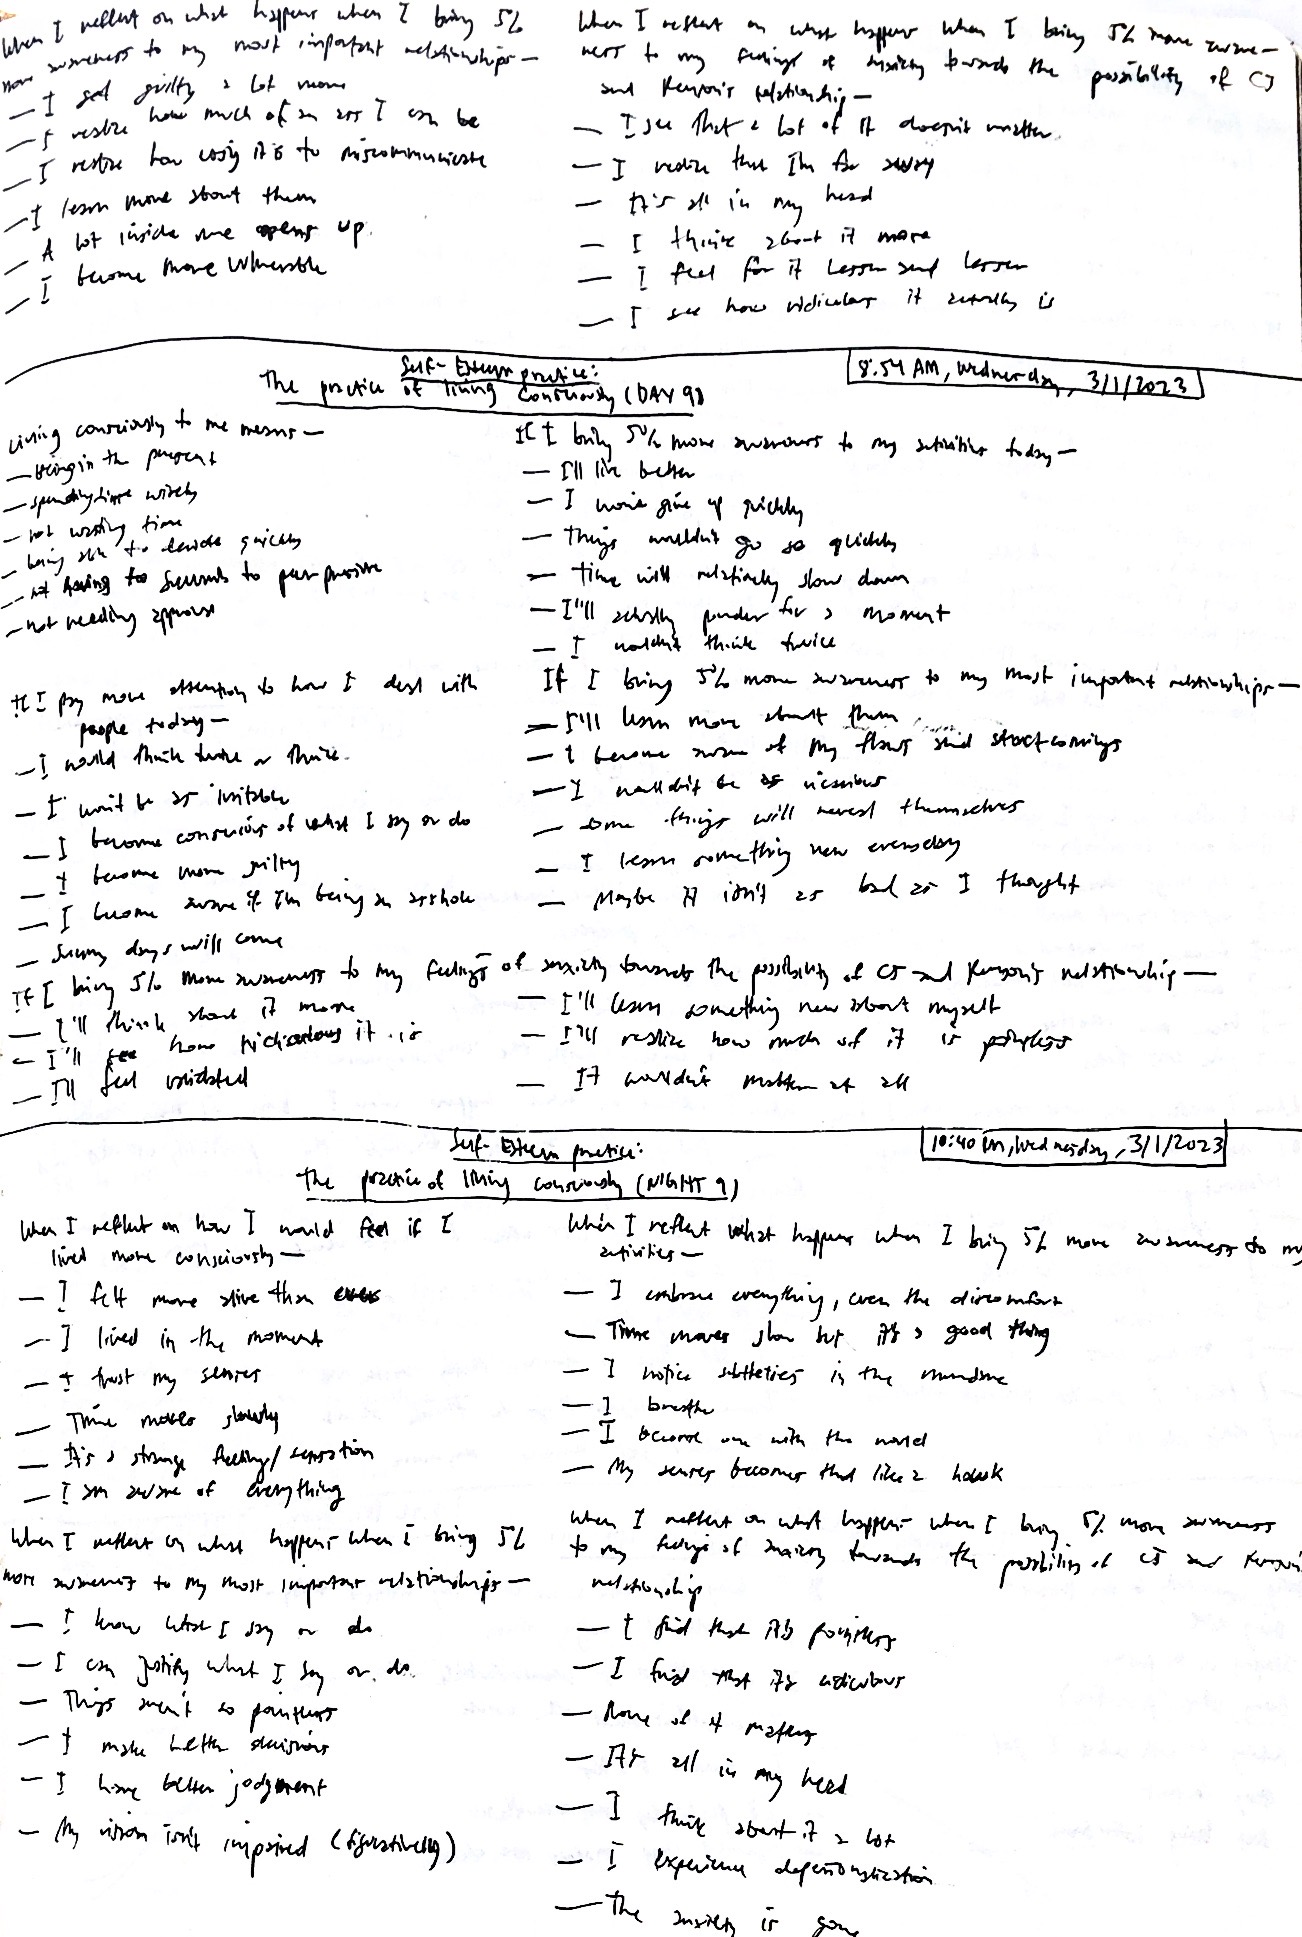 When I reflect on what happens when I bring 5%
more awareness to my most important relationships —
— I get guilty a lot more
— I realize how much of an ass I can be
— I realize how easy it is to miscommunicate
— I learn more about them
— A lot inside me opens up.
— I become more vulnerable
When I reflect on what happens when I bring 5% more aware-
ness to my feelings of anxiety towards the possibility of CJ
and Kenyon's relationship —
— I see that a lot of it doesn't matter
— I realize that I'm far away
— It's all in my head
— I think about it more
— I feel for it lesser and lesser
— I see how ridiculous it actually is
Self-Esteem practice:
The practice of living consciously (DAY 9)
8:54 AM, Wednesday, 3/1/2023
Living consciously to me means —
— Being in the present
— spending time wisely
— not wasting time
— being able to decide quickly
— not having to succumb to peer pressure
— not needing approval
If I bring 5% more awareness to my activities today —
— I'll live better
— I won't give up quickly
— Things wouldn't go so quickly
— Time will relatively slow down
— I'll actually ponder for a moment
— I wouldn't think twice
If I pay more attention to how I deal with
people today —
— I would think twice or thrice.
— I won't be as irritable
— I become conscious of what I say or do
— I become more guilty
— I become aware if I'm being an asshole
— Sunny days will come
If I bring 5% more awareness to my most important relationships —
— I'll learn more about them
— I become aware of my flaws and shortcomings
— I wouldn't be as vicious
— some things will reveal themselves
— I learn something new everyday
— Maybe it isn't as bad as I thought
If I bring 5% more awareness to my feelings of anxiety towards the possibility of CJ and Kenyon's relationship —
— I'll think about it more
— I'll see how ridiculous it is
— I'll feel validated
— I'll learn something new about myself
— I'll realize how much of it is pointless
— It wouldn't matter at all
Self-Esteem practice:
The practice of living consciously (NIGHT 9)
10:40 PM, Wednesday, 3/1/2023
When I reflect on how I would feel if I
lived more consciously —
— I felt more alive than ever
— I lived in the moment
— I trust my senses
— Time moves slowly
— It's a strange feeling/sensation
— I am aware of everything
When I reflect what happens when I bring 5% more awareness to my
activities —
— I embrace everything, even the discomfort
— Time moves slow but it's a good thing
— I notice subtleties in the mundane
— I breathe
— I become one with the world
— My senses becomes that like a hawk
When I reflect on what happens when I bring 5%
more awareness to my most important relationships —
— I know what I say or do
— I can justify what I say or do.
— Things aren't so pointless
— I make better decisions
— I have better judgment
— My vision isn't impaired (figuratively)
When I reflect on what happens when I bring 5% more awareness
to my feelings of anxiety towards the possibility of CJ and Kenyon's
relationship
— I find that it's pointless
— I find that it's ridiculous
— None of it matters
— It's all in my head
— I think about it a lot
— I experience depersonalization
— The anxiety is gone